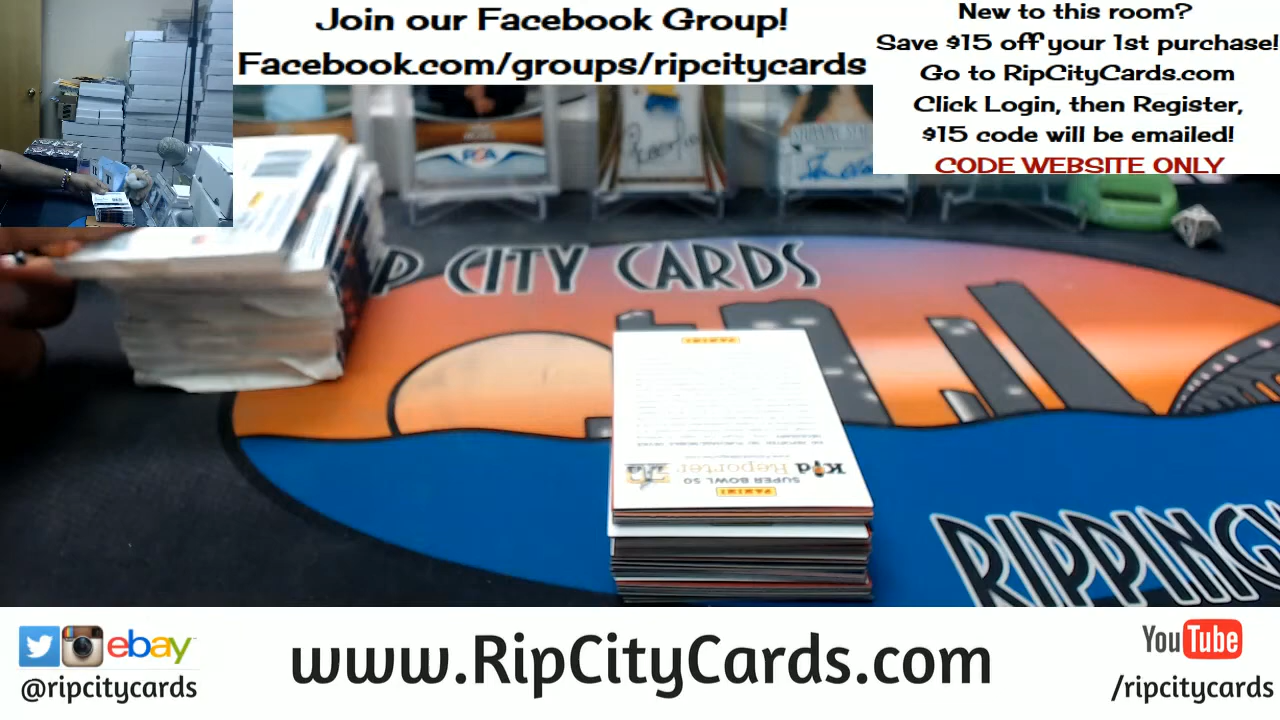 Join our Facebook Group!
Facebook.com/groups/ripcitycards
New to this room?
Save $15 off your 1st purchase!
Go to RipCityCards.com
Click Login, then Register,
$15 code will be emailed!
CODE WEBSITE ONLY
RCA
P CITY CARDS
PANINI
Kid
Reporter
SUPER BOWL 50
PANINI
RIPPING
ebay
@ripcitycards
www.RipCityCards.com
YouTube
/ripcitycards